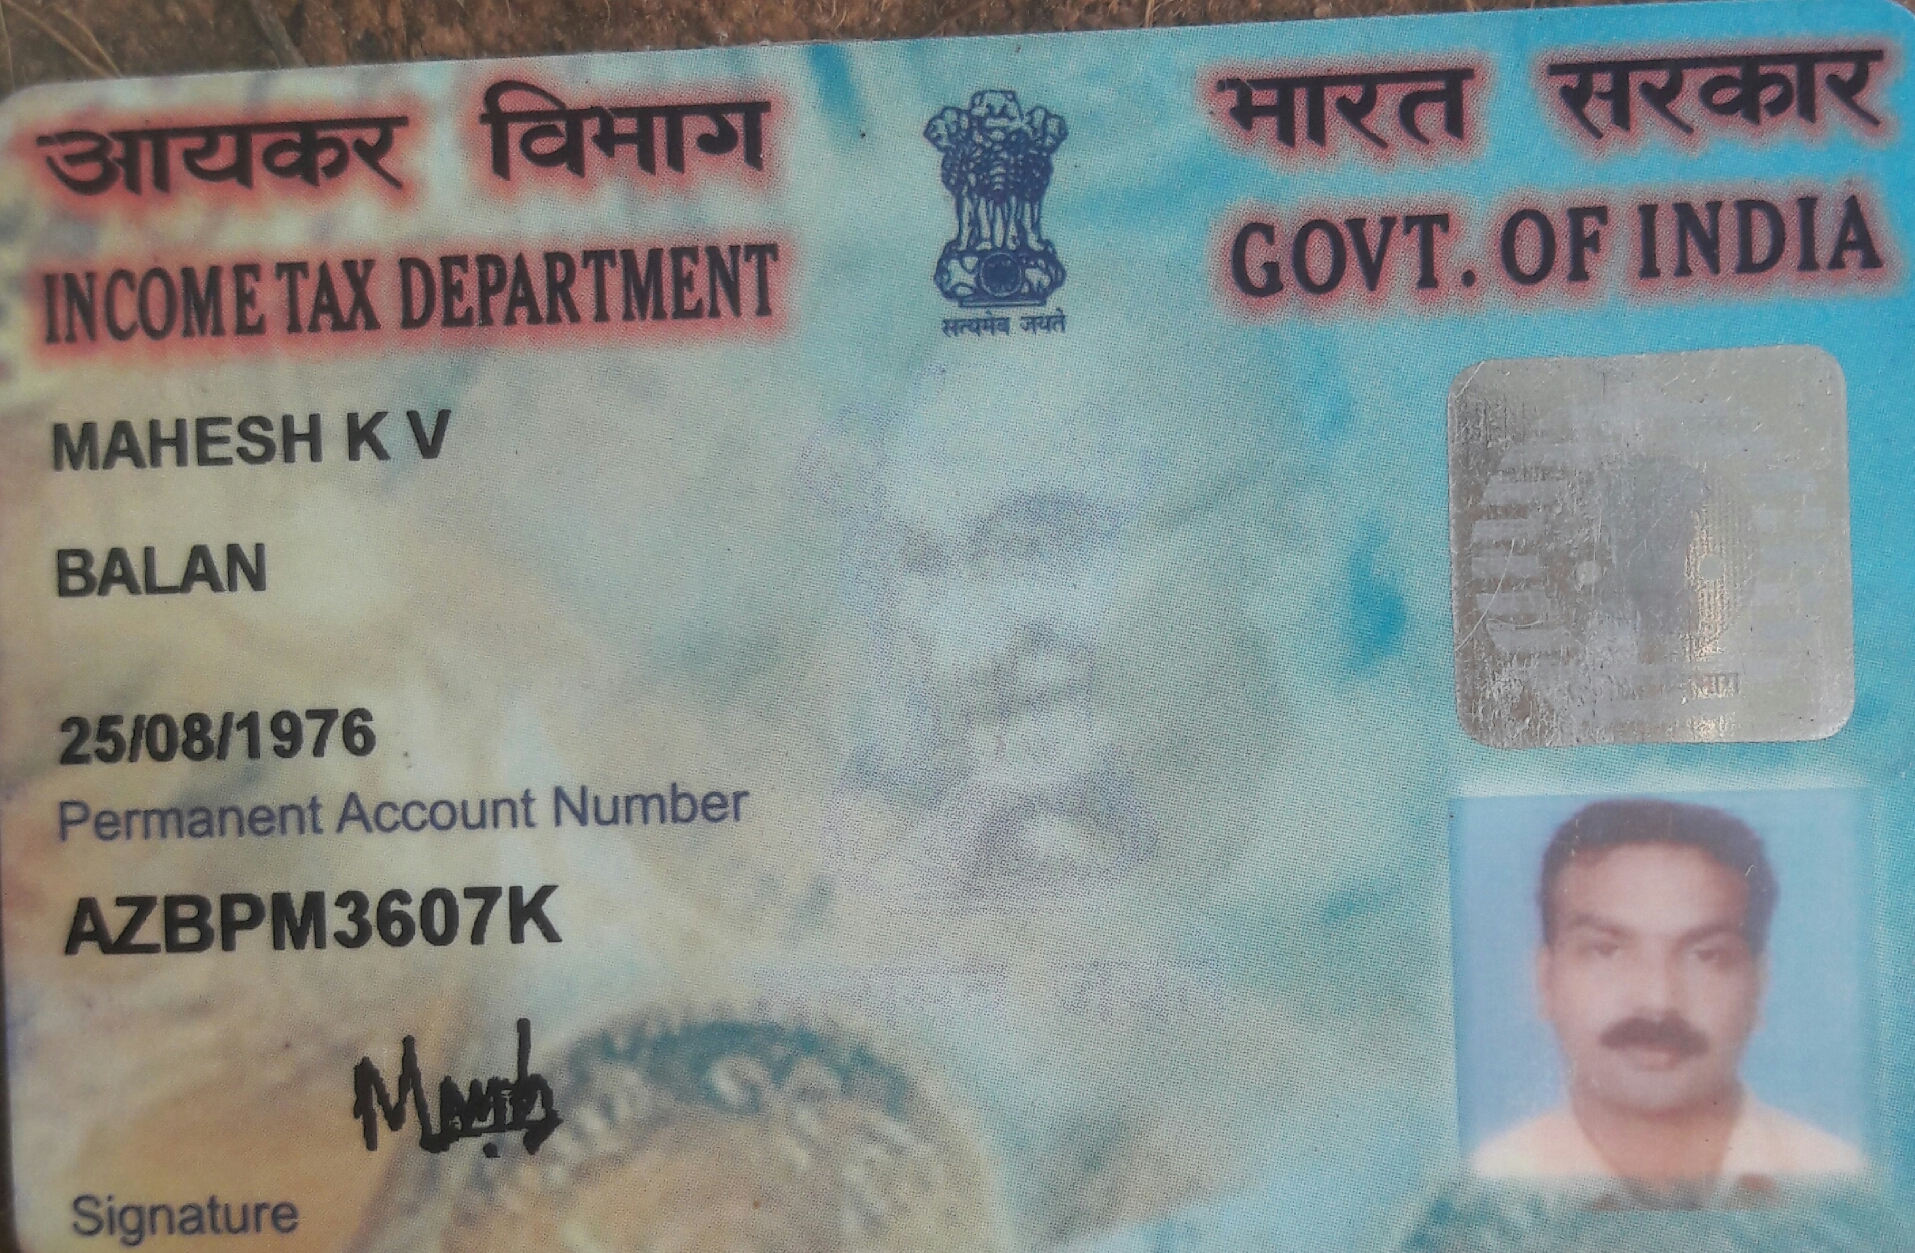 आयकर विभाग
INCOME TAX DEPARTMENT
सत्यमेव जयते
भारत सरकार
GOVT. OF INDIA
MAHESH K V
BALAN
25/08/1976
Permanent Account Number
AZBPM3607K
Signature